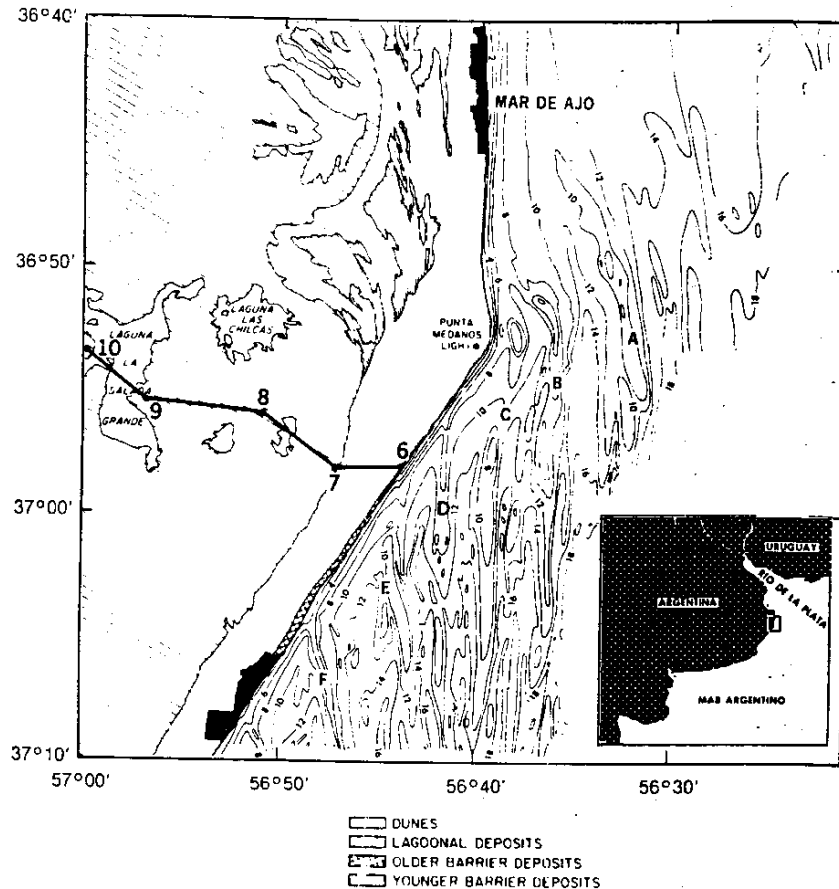 36°40'
MAR DE AJO
36°50'
LAGUNA
LAS
CHILCAS
PUNTA
MEDANOS
LIGHT
LAGUNA
LA
SALADA
GRANDE
10
9
8
7
6
A
B
C
D
E
F
37°00'
37°10'
57°00'
56°50'
56°40'
56°30'
URUGUAY
RIO DE LA PLATA
ARGENTINA
MAR ARGENTINO
DUNES
LAGOONAL DEPOSITS
OLDER BARRIER DEPOSITS
YOUNGER BARRIER DEPOSITS